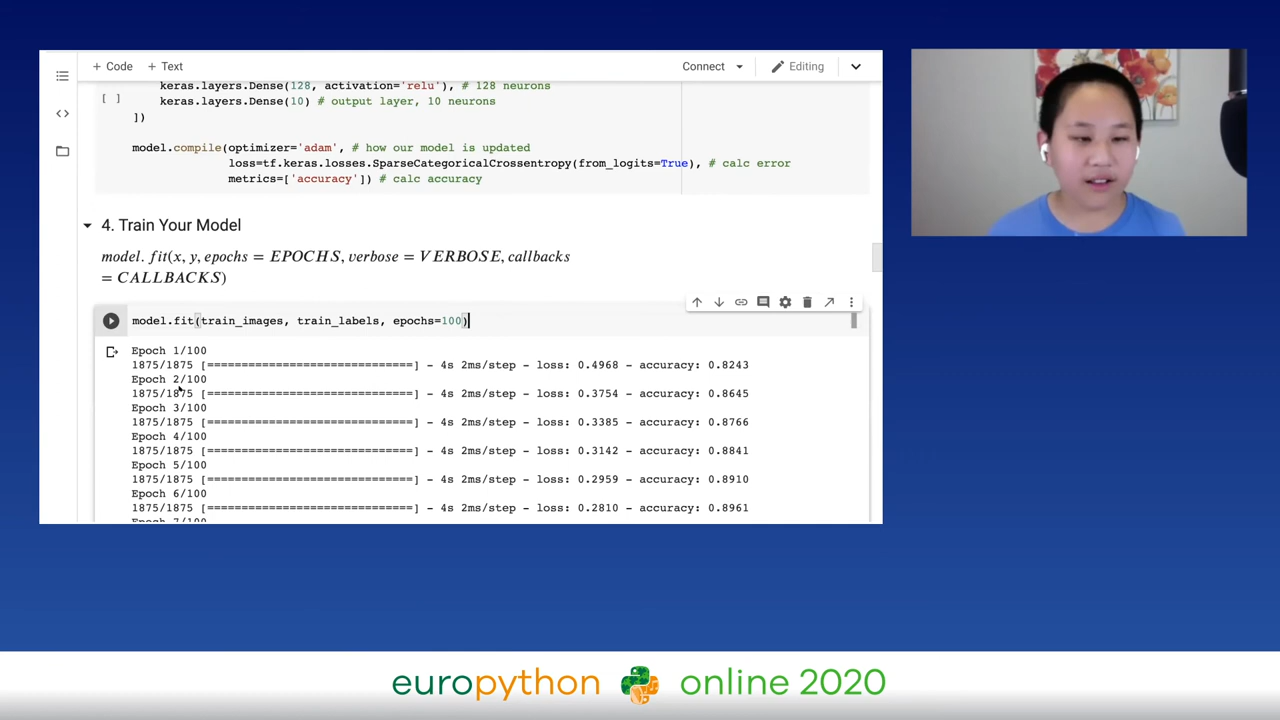 + Code + Text
Connect
Editing
keras.layers.Dense(128, activation='relu'), # 128 neurons
[ ] keras.layers.Dense(10) # output layer, 10 neurons
])
model.compile(optimizer='adam', # how our model is updated
loss=tf.keras.losses.SparseCategoricalCrossentropy(from_logits=True), # calc error
metrics=['accuracy']) # calc accuracy
4. Train Your Model
model. fit(x, y, epochs = EPOCHS, verbose = VERBOSE, callbacks
= CALLBACKS)
model.fit(train_images, train_labels, epochs=100)
Epoch 1/100
1875/1875 [==============================] - 4s 2ms/step - loss: 0.4968 - accuracy: 0.8243
Epoch 2/100
1875/1875 [==============================] - 4s 2ms/step - loss: 0.3754 - accuracy: 0.8645
Epoch 3/100
1875/1875 [==============================] - 4s 2ms/step - loss: 0.3385 - accuracy: 0.8766
Epoch 4/100
1875/1875 [==============================] - 4s 2ms/step - loss: 0.3142 - accuracy: 0.8841
Epoch 5/100
1875/1875 [==============================] - 4s 2ms/step - loss: 0.2959 - accuracy: 0.8910
Epoch 6/100
1875/1875 [==============================] - 4s 2ms/step - loss: 0.2810 - accuracy: 0.8961
Epoch 7/100
europython online 2020